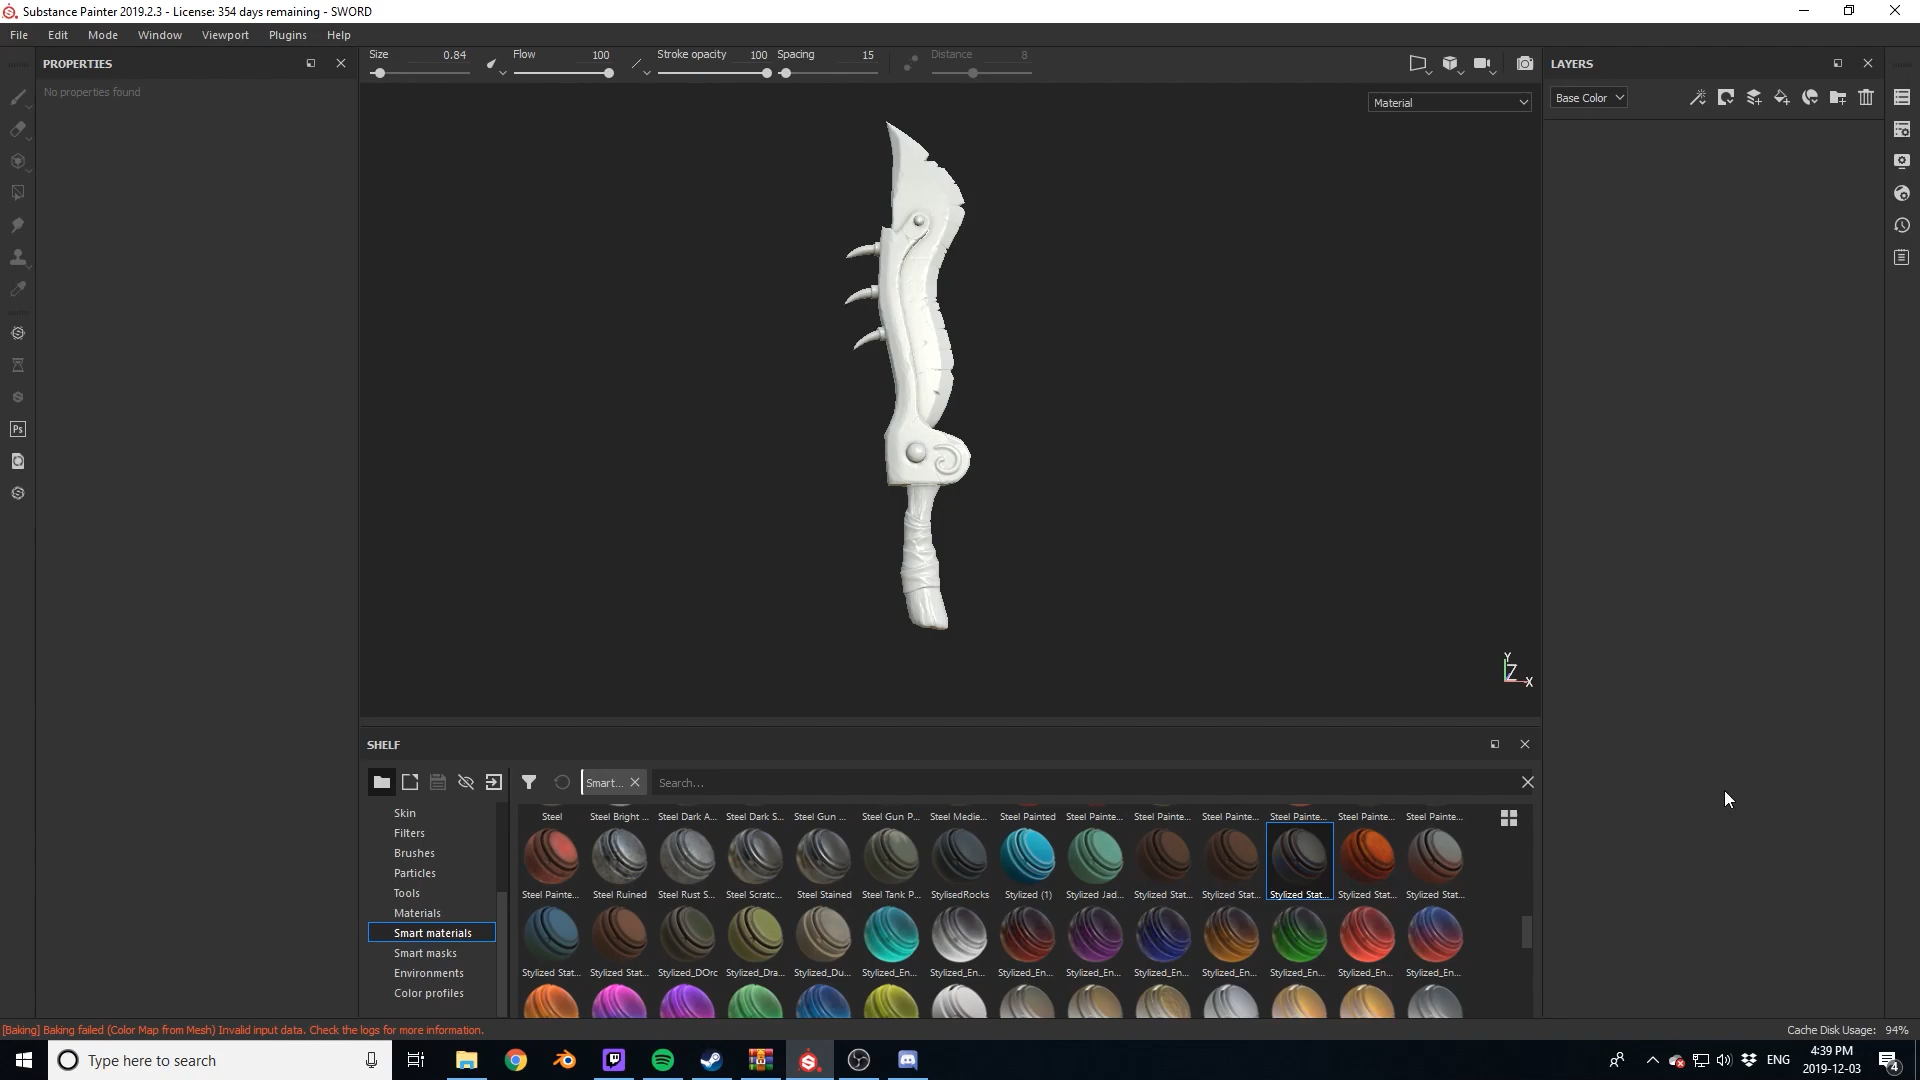 Substance Painter 2019.2.3 - License: 354 days remaining - SWORD
File Edit Mode Window Viewport Plugins Help
PROPERTIES
No properties found
Size 0.84 Flow 100 Stroke opacity 100 Spacing 15 Distance 8
Material
LAYERS
Base Color
Ps
Y
Z
X
SHELF
Smart... Search...
Skin
Filters
Brushes
Particles
Tools
Materials
Smart materials
Smart masks
Environments
Color profiles
Steel Steel Bright ... Steel Dark A... Steel Dark S... Steel Gun ... Steel Gun P... Steel Medie... Steel Painted Steel Painte... Steel Painte... Steel Painte... Steel Painte... Steel Painte... Steel Painte...
Steel Painte... Steel Ruined Steel Rust S... Steel Scratc... Steel Stained Steel Tank P... StylisedRocks Stylized (1) Stylized Jad... Stylized Stat... Stylized Stat... Stylized Stat... Stylized Stat... Stylized Stat...
Stylized Stat... Stylized Stat... Stylized_DOrc Stylized_Dra... Stylized_Du... Stylized_En... Stylized_En... Stylized_En... Stylized_En... Stylized_En... Stylized_En... Stylized_En... Stylized_En... Stylized_En...
[Baking] Baking failed (Color Map from Mesh) Invalid input data. Check the logs for more information.
Cache Disk Usage: 94%
Type here to search
ENG
4:39 PM
2019-12-03
4